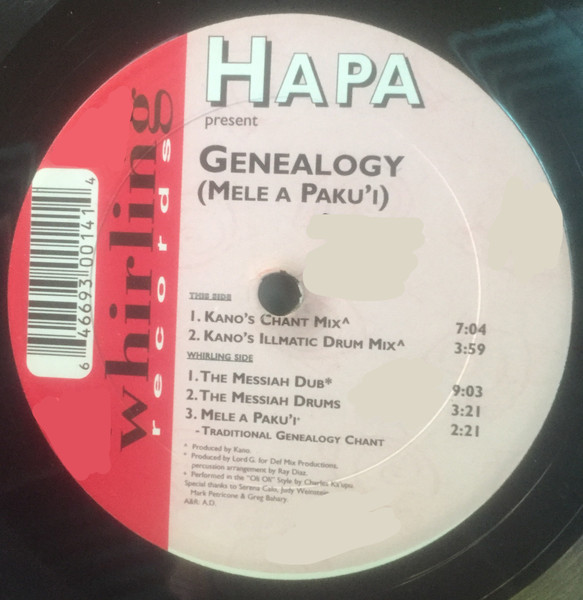 HAPA
present
GENEALOGY
(MELE A PAKU'I)
whirling
records
6 46693 00141 4
THIS SIDE
1. KANO'S CHANT MIX^ 7:04
2. KANO'S ILLMATIC DRUM MIX^ 3:59
WHIRLING SIDE
1. THE MESSIAH DUB* 9:03
2. THE MESSIAH DRUMS 3:21
3. MELE A PAKU'I' 2:21
- TRADITIONAL GENEALOGY CHANT
* Produced by Kano.
* Produced by Lord G. for Def Mix Productions,
percussion arrangement by Ray Diaz.
* Performed in the "Oli Oli" Style by Charles Ka'upu.
Special thanks to Serena Gallo, Judy Weinstein
Mark Petricone & Greg Bahary.
A&R: A.D.